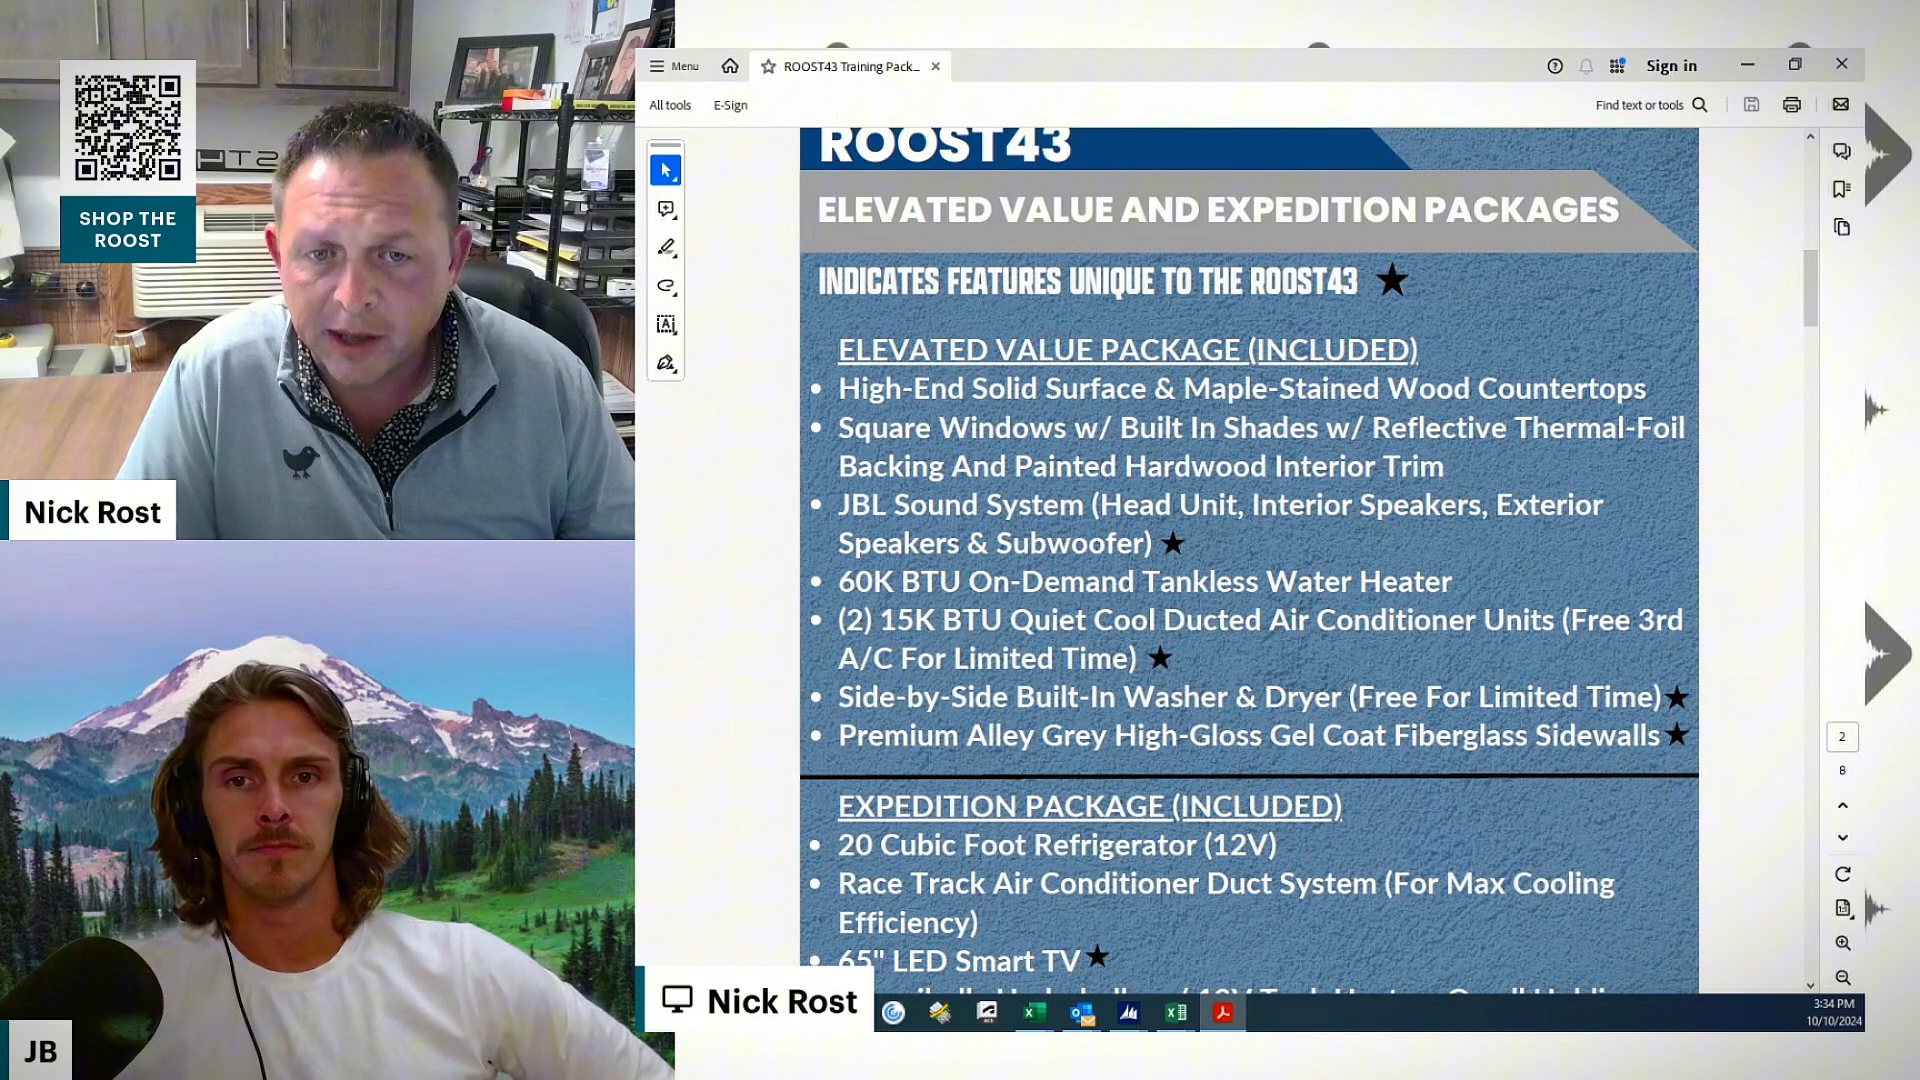 SHOP THE
ROOST
Nick Rost
JB
Menu
ROOST43 Training Pack...
Sign in
All tools
E-Sign
Find text or tools
ROOST43
ELEVATED VALUE AND EXPEDITION PACKAGES
INDICATES FEATURES UNIQUE TO THE ROOST43 ★
ELEVATED VALUE PACKAGE (INCLUDED)
• High-End Solid Surface & Maple-Stained Wood Countertops
• Square Windows w/ Built In Shades w/ Reflective Thermal-Foil
Backing And Painted Hardwood Interior Trim
• JBL Sound System (Head Unit, Interior Speakers, Exterior
Speakers & Subwoofer) ★
• 60K BTU On-Demand Tankless Water Heater
• (2) 15K BTU Quiet Cool Ducted Air Conditioner Units (Free 3rd
A/C For Limited Time) ★
• Side-by-Side Built-In Washer & Dryer (Free For Limited Time) ★
• Premium Alley Grey High-Gloss Gel Coat Fiberglass Sidewalls ★
EXPEDITION PACKAGE (INCLUDED)
• 20 Cubic Foot Refrigerator (12V)
• Race Track Air Conditioner Duct System (For Max Cooling
Efficiency)
• 65" LED Smart TV ★
2
8
Nick Rost
3:34 PM
10/10/2024